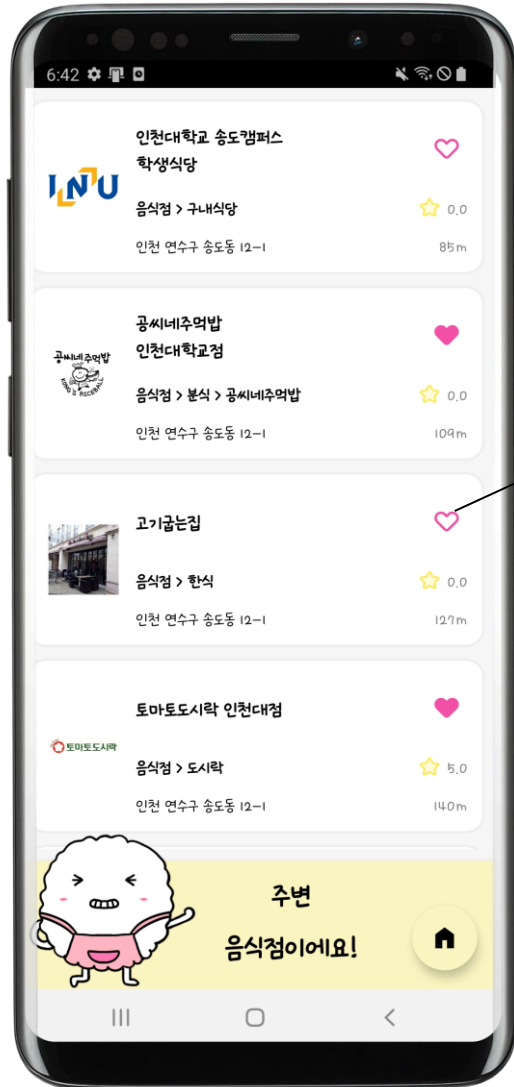 6:42
인천대학교 송도캠퍼스
학생식당
INU
음식점 > 구내식당
0.0
인천 연수구 송도동 12-1
85m
공씨네주먹밥
인천대학교점
공씨네주먹밥
KONG'S RICEBALL
음식점 > 분식 > 공씨네주먹밥
0.0
인천 연수구 송도동 12-1
109m
고기굽는집
음식점 > 한식
0.0
인천 연수구 송도동 12-1
127m
토마토도시락 인천대점
토마토도시락
음식점 > 도시락
5.0
인천 연수구 송도동 12-1
140m
주변
음식점이에요!